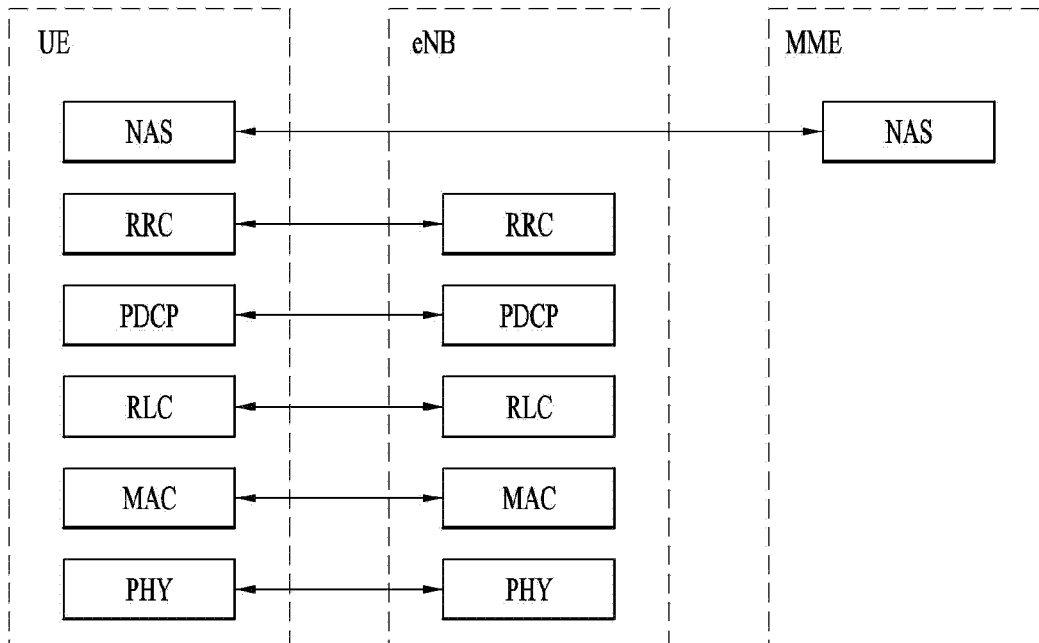 UE eNB MME
NAS NAS
RRC RRC
PDCP PDCP
RLC RLC
MAC MAC
PHY PHY